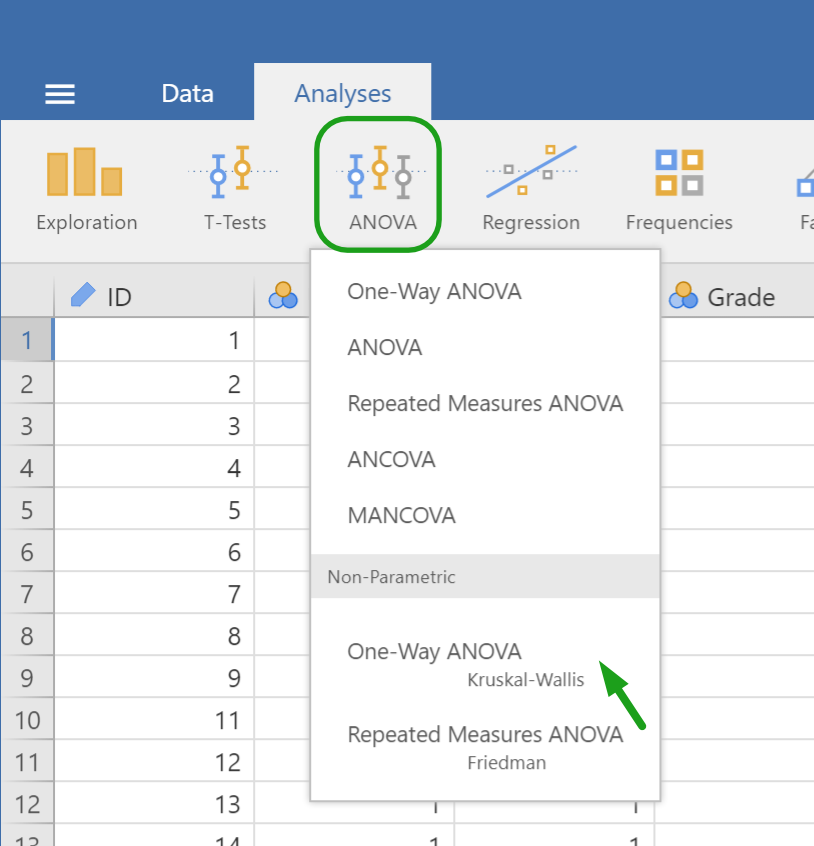 Data
Analyses
Exploration
T-Tests
ANOVA
Regression
Frequencies
Fa
ID
Grade
One-Way ANOVA
ANOVA
Repeated Measures ANOVA
ANCOVA
MANCOVA
Non-Parametric
One-Way ANOVA
Kruskal-Wallis
Repeated Measures ANOVA
Friedman
1 1
2 2
3 3
4 4
5 5
6 6
7 7
8 8
9 9
10 11
11 12
12 13 1 1
13 14 1 1